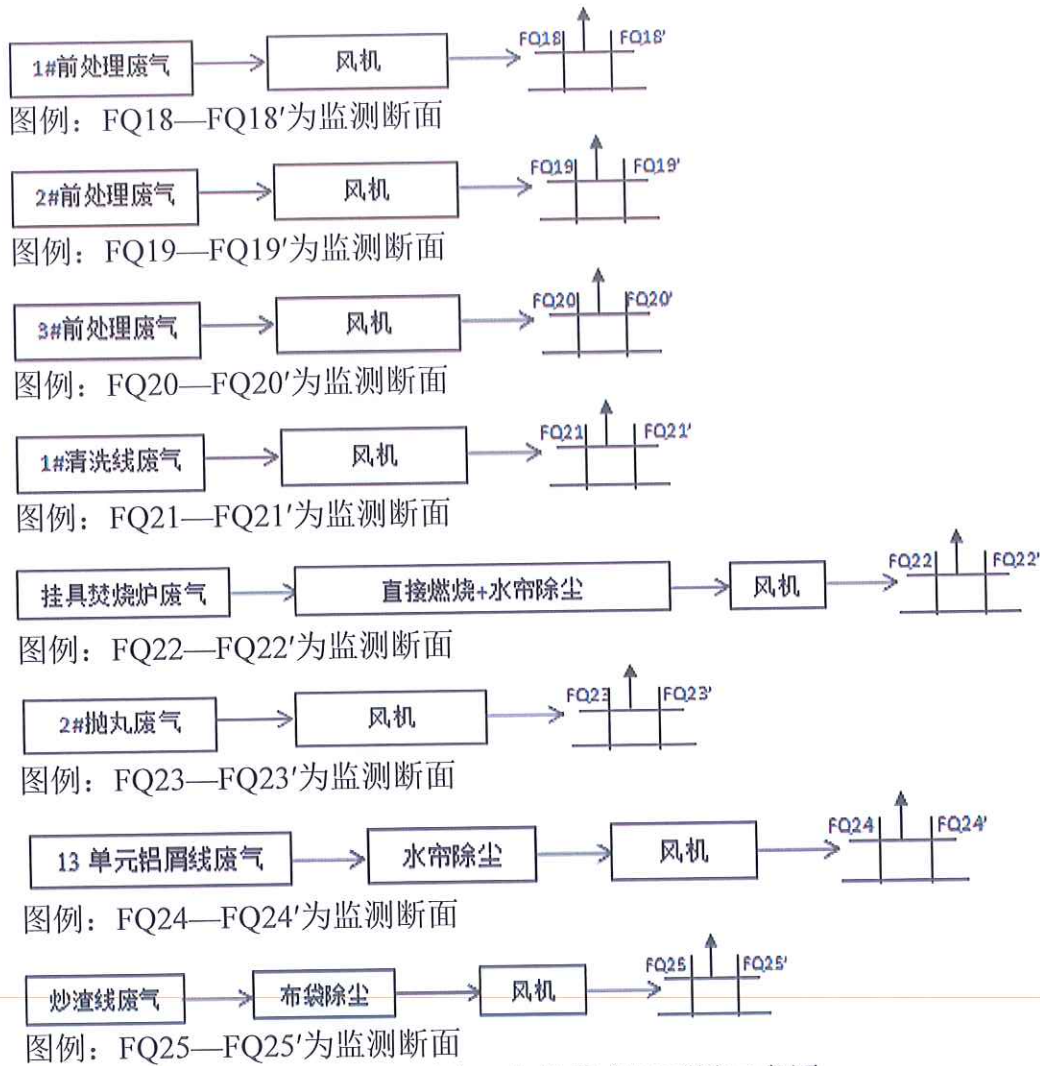 1#前处理废气 风机 FQ18 FQ18'
图例：FQ18—FQ18'为监测断面
2#前处理废气 风机 FQ19 FQ19'
图例：FQ19—FQ19'为监测断面
3#前处理废气 风机 FQ20 FQ20'
图例：FQ20—FQ20'为监测断面
1#清洗线废气 风机 FQ21 FQ21'
图例：FQ21—FQ21'为监测断面
挂具焚烧炉废气 直接燃烧+水帘除尘 风机 FQ22 FQ22'
图例：FQ22—FQ22'为监测断面
2#抛丸废气 风机 FQ23 FQ23'
图例：FQ23—FQ23'为监测断面
13 单元铝屑线废气 水帘除尘 风机 FQ24 FQ24'
图例：FQ24—FQ24'为监测断面
炒渣线废气 布袋除尘 风机 FQ25 FQ25'
图例：FQ25—FQ25'为监测断面